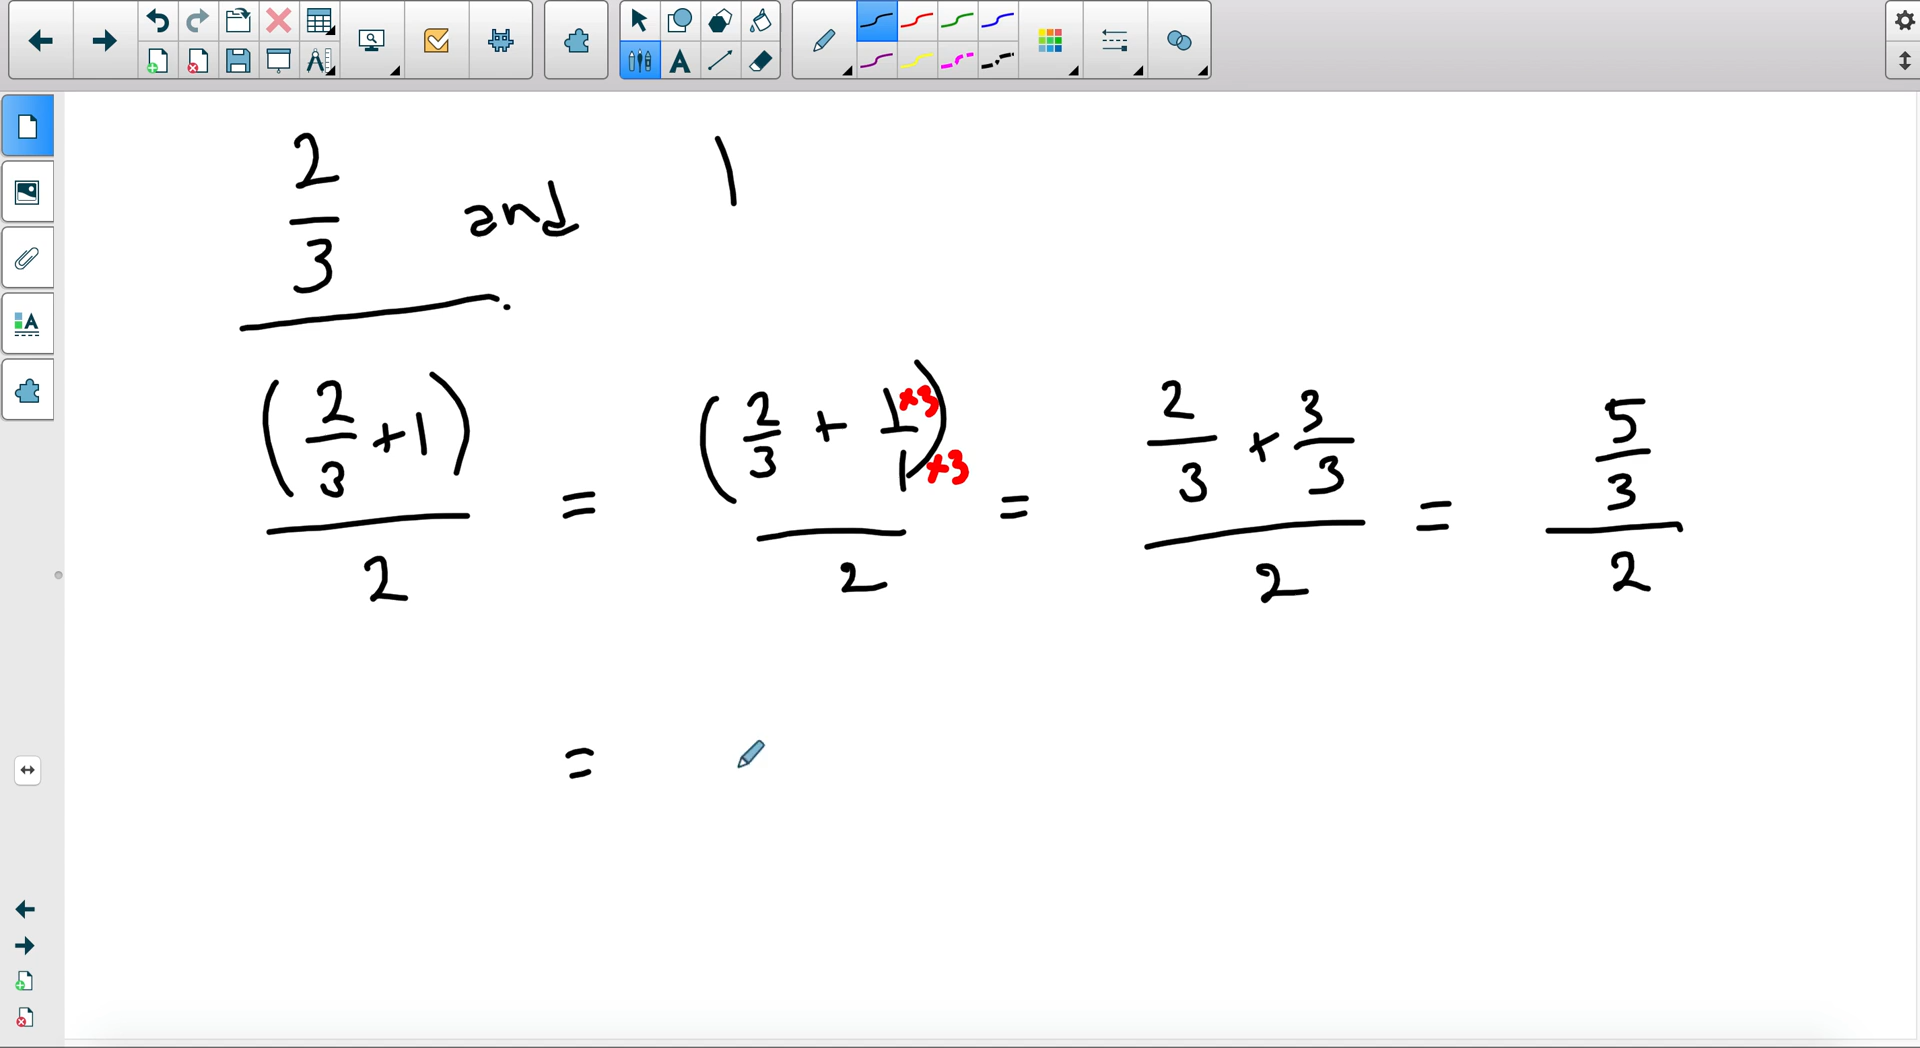 2/3 and 1
(2/3 + 1)/2 = (2/3 + 1×3/1×3)/2 = (2/3 + 3/3)/2 = (5/3)/2
=